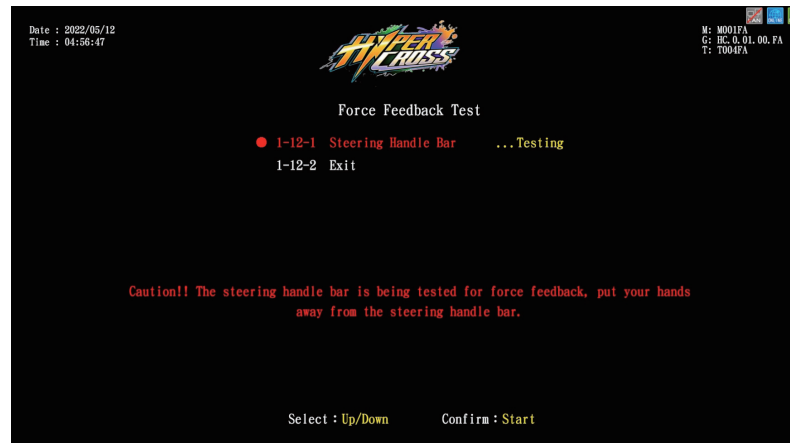 Date : 2022/05/12
Time : 04:56:47
HYPER
CROSS
M: M001FA
G: HC.0.01.00.FA
T: T004FA
Force Feedback Test
1-12-1 Steering Handle Bar ...Testing
1-12-2 Exit
Caution!! The steering handle bar is being tested for force feedback, put your hands
away from the steering handle bar.
Select：Up/Down Confirm：Start